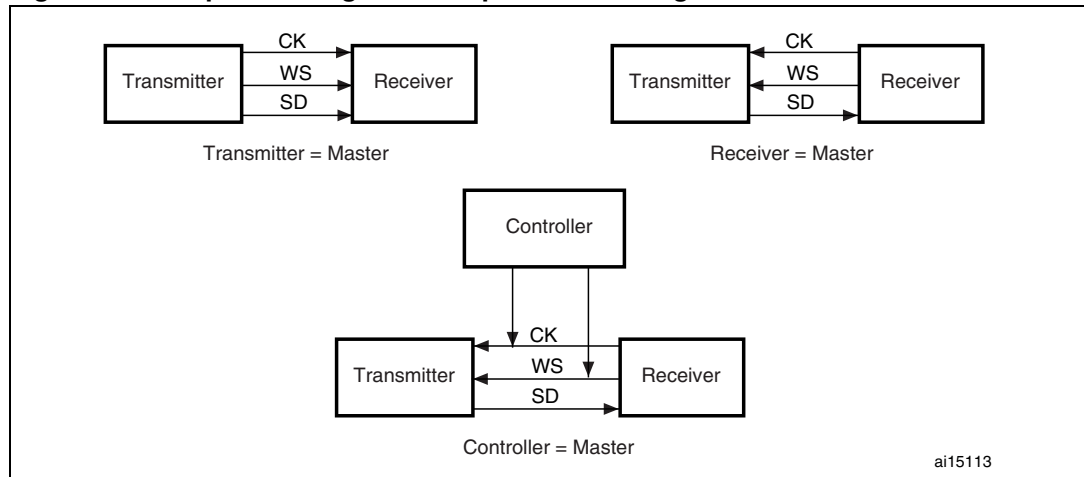 CK
WS
SD
Transmitter
Receiver
Transmitter = Master
CK
WS
SD
Transmitter
Receiver
Receiver = Master
Controller
CK
WS
SD
Transmitter
Receiver
Controller = Master
ai15113